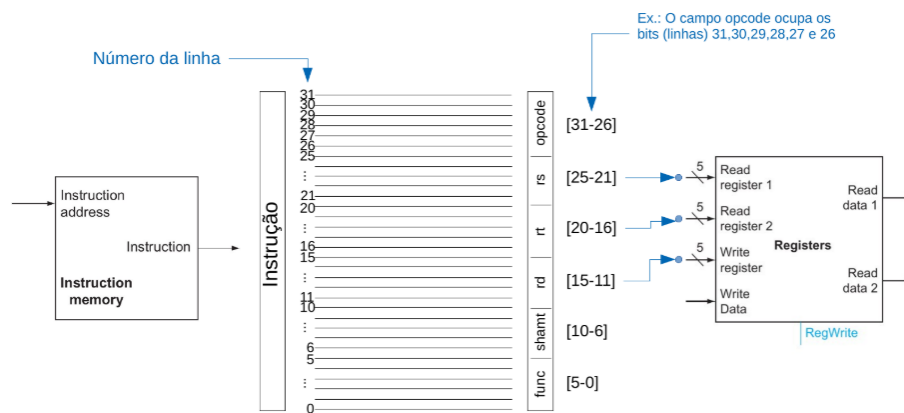 Ex.: O campo opcode ocupa os
bits (linhas) 31,30,29,28,27 e 26
Número da linha
Instruction
address
Instruction
Instruction
memory
Instrução
31
30
29
28
27
26
25
...
21
20
...
16
15
...
11
10
...
6
5
...
0
opcode
rs
rt
rd
shamt
func
[31-26]
[25-21]
[20-16]
[15-11]
[10-6]
[5-0]
5
5
5
Read
register 1
Read
register 2
Write
register
Write
Data
Registers
Read
data 1
Read
data 2
RegWrite